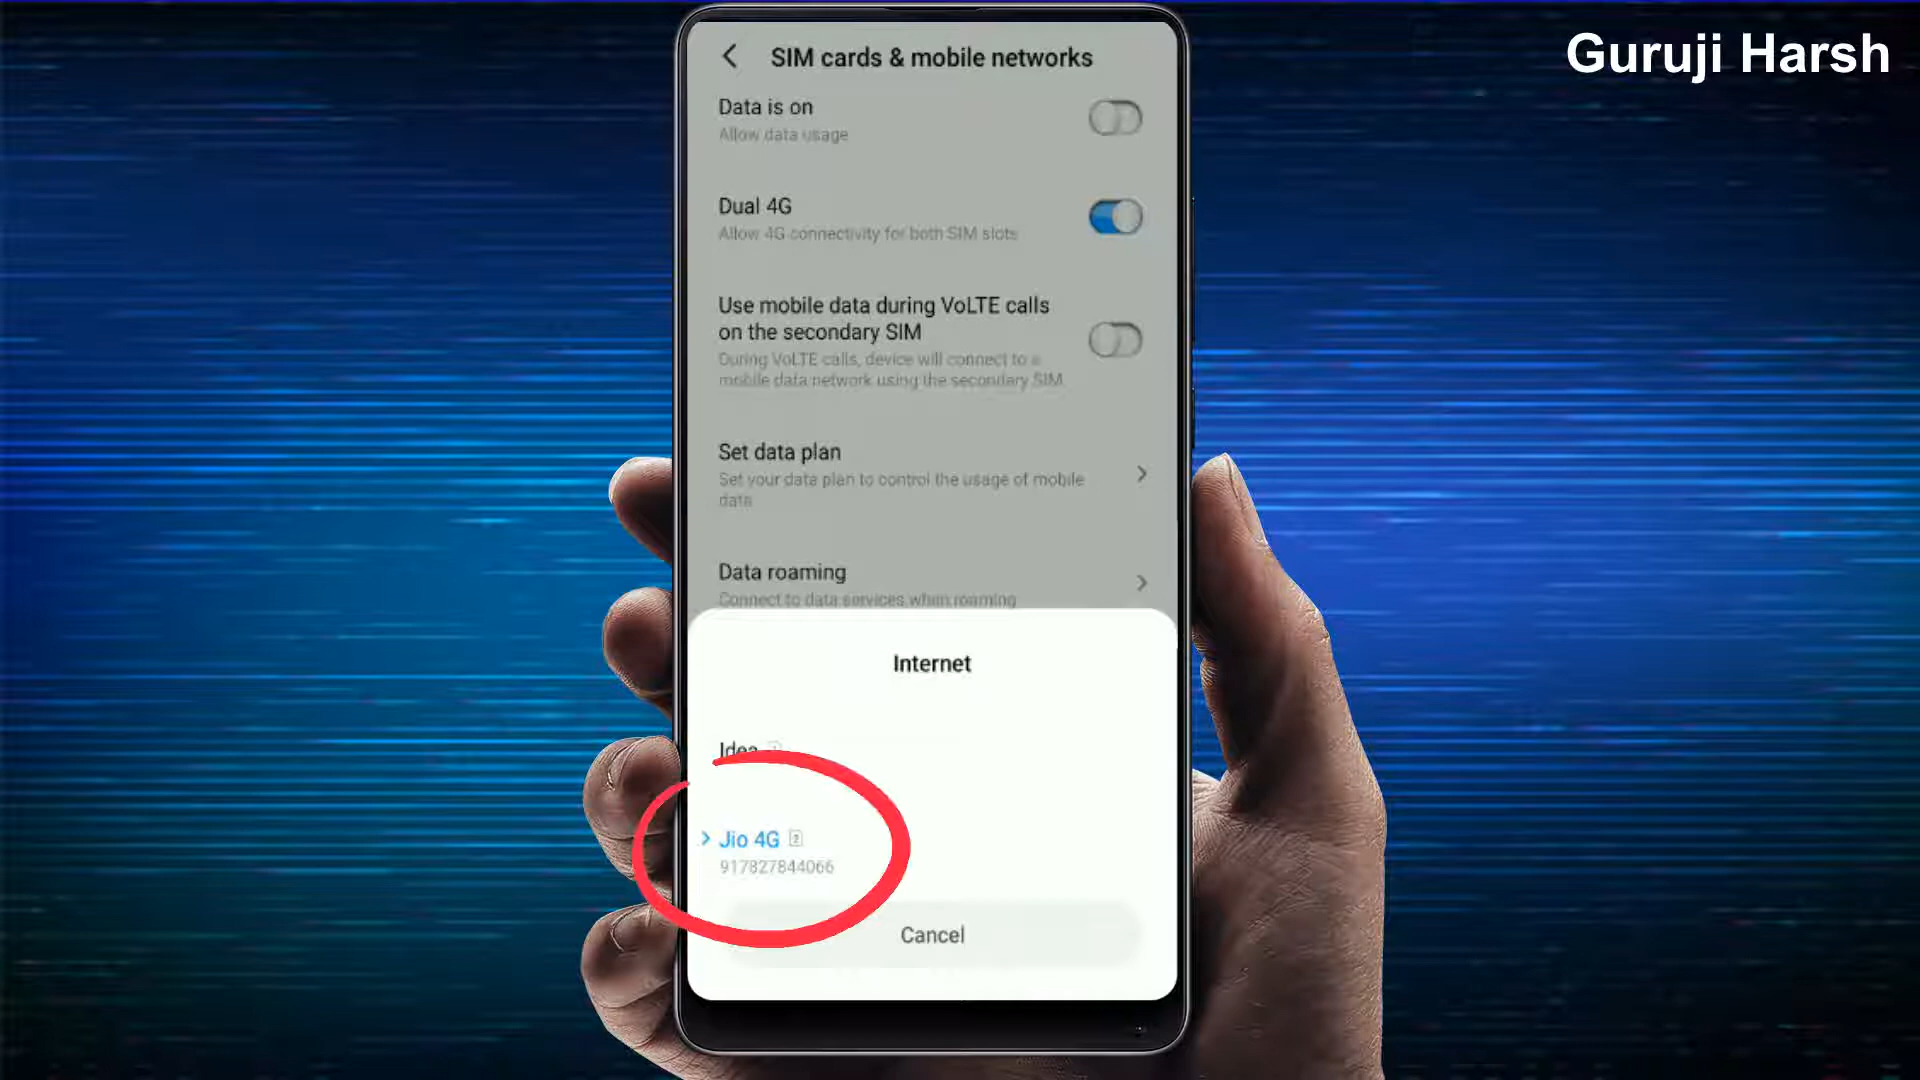 Guruji Harsh
SIM cards & mobile networks
Data is on
Allow data usage
Dual 4G
Allow 4G connectivity for both SIM slots
Use mobile data during VoLTE calls
on the secondary SIM
During VoLTE calls, device will connect to a
mobile data network using the secondary SIM.
Set data plan
Set your data plan to control the usage of mobile
data
Data roaming
Connect to data services when roaming
Internet
Idea
Jio 4G 2
917827844066
Cancel